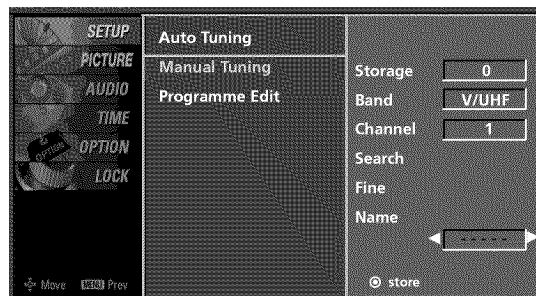 SETUP
PICTURE
AUDIO
TIME
OPTION
LOCK
Move MENU Prev
Auto Tuning
Manual Tuning
Programme Edit
Storage 0
Band V/UHF
Channel 1
Search
Fine
Name
◀ - - - - - ▶
store
OPTION